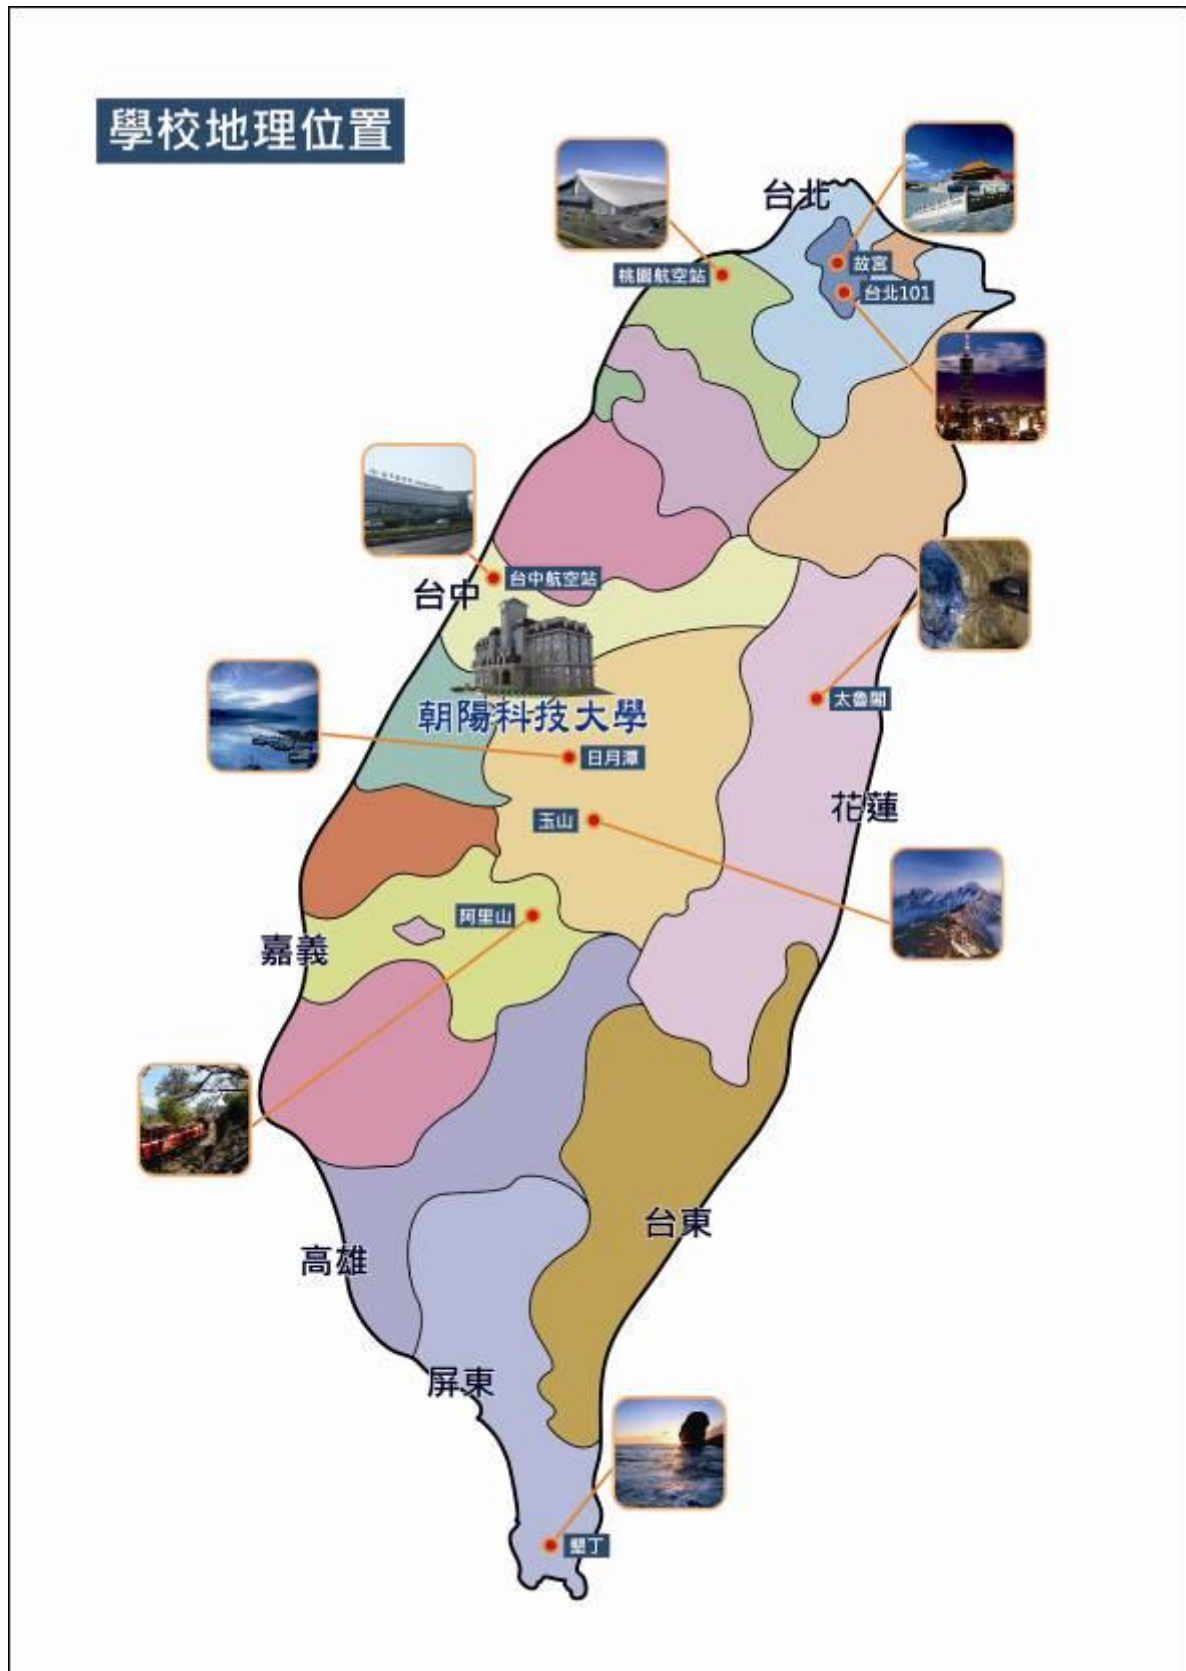 學校地理位置
台北
故宮
桃園航空站
台北101
台中航空站
台中
朝陽科技大學
太魯閣
日月潭
花蓮
玉山
阿里山
嘉義
台東
高雄
屏東
墾丁